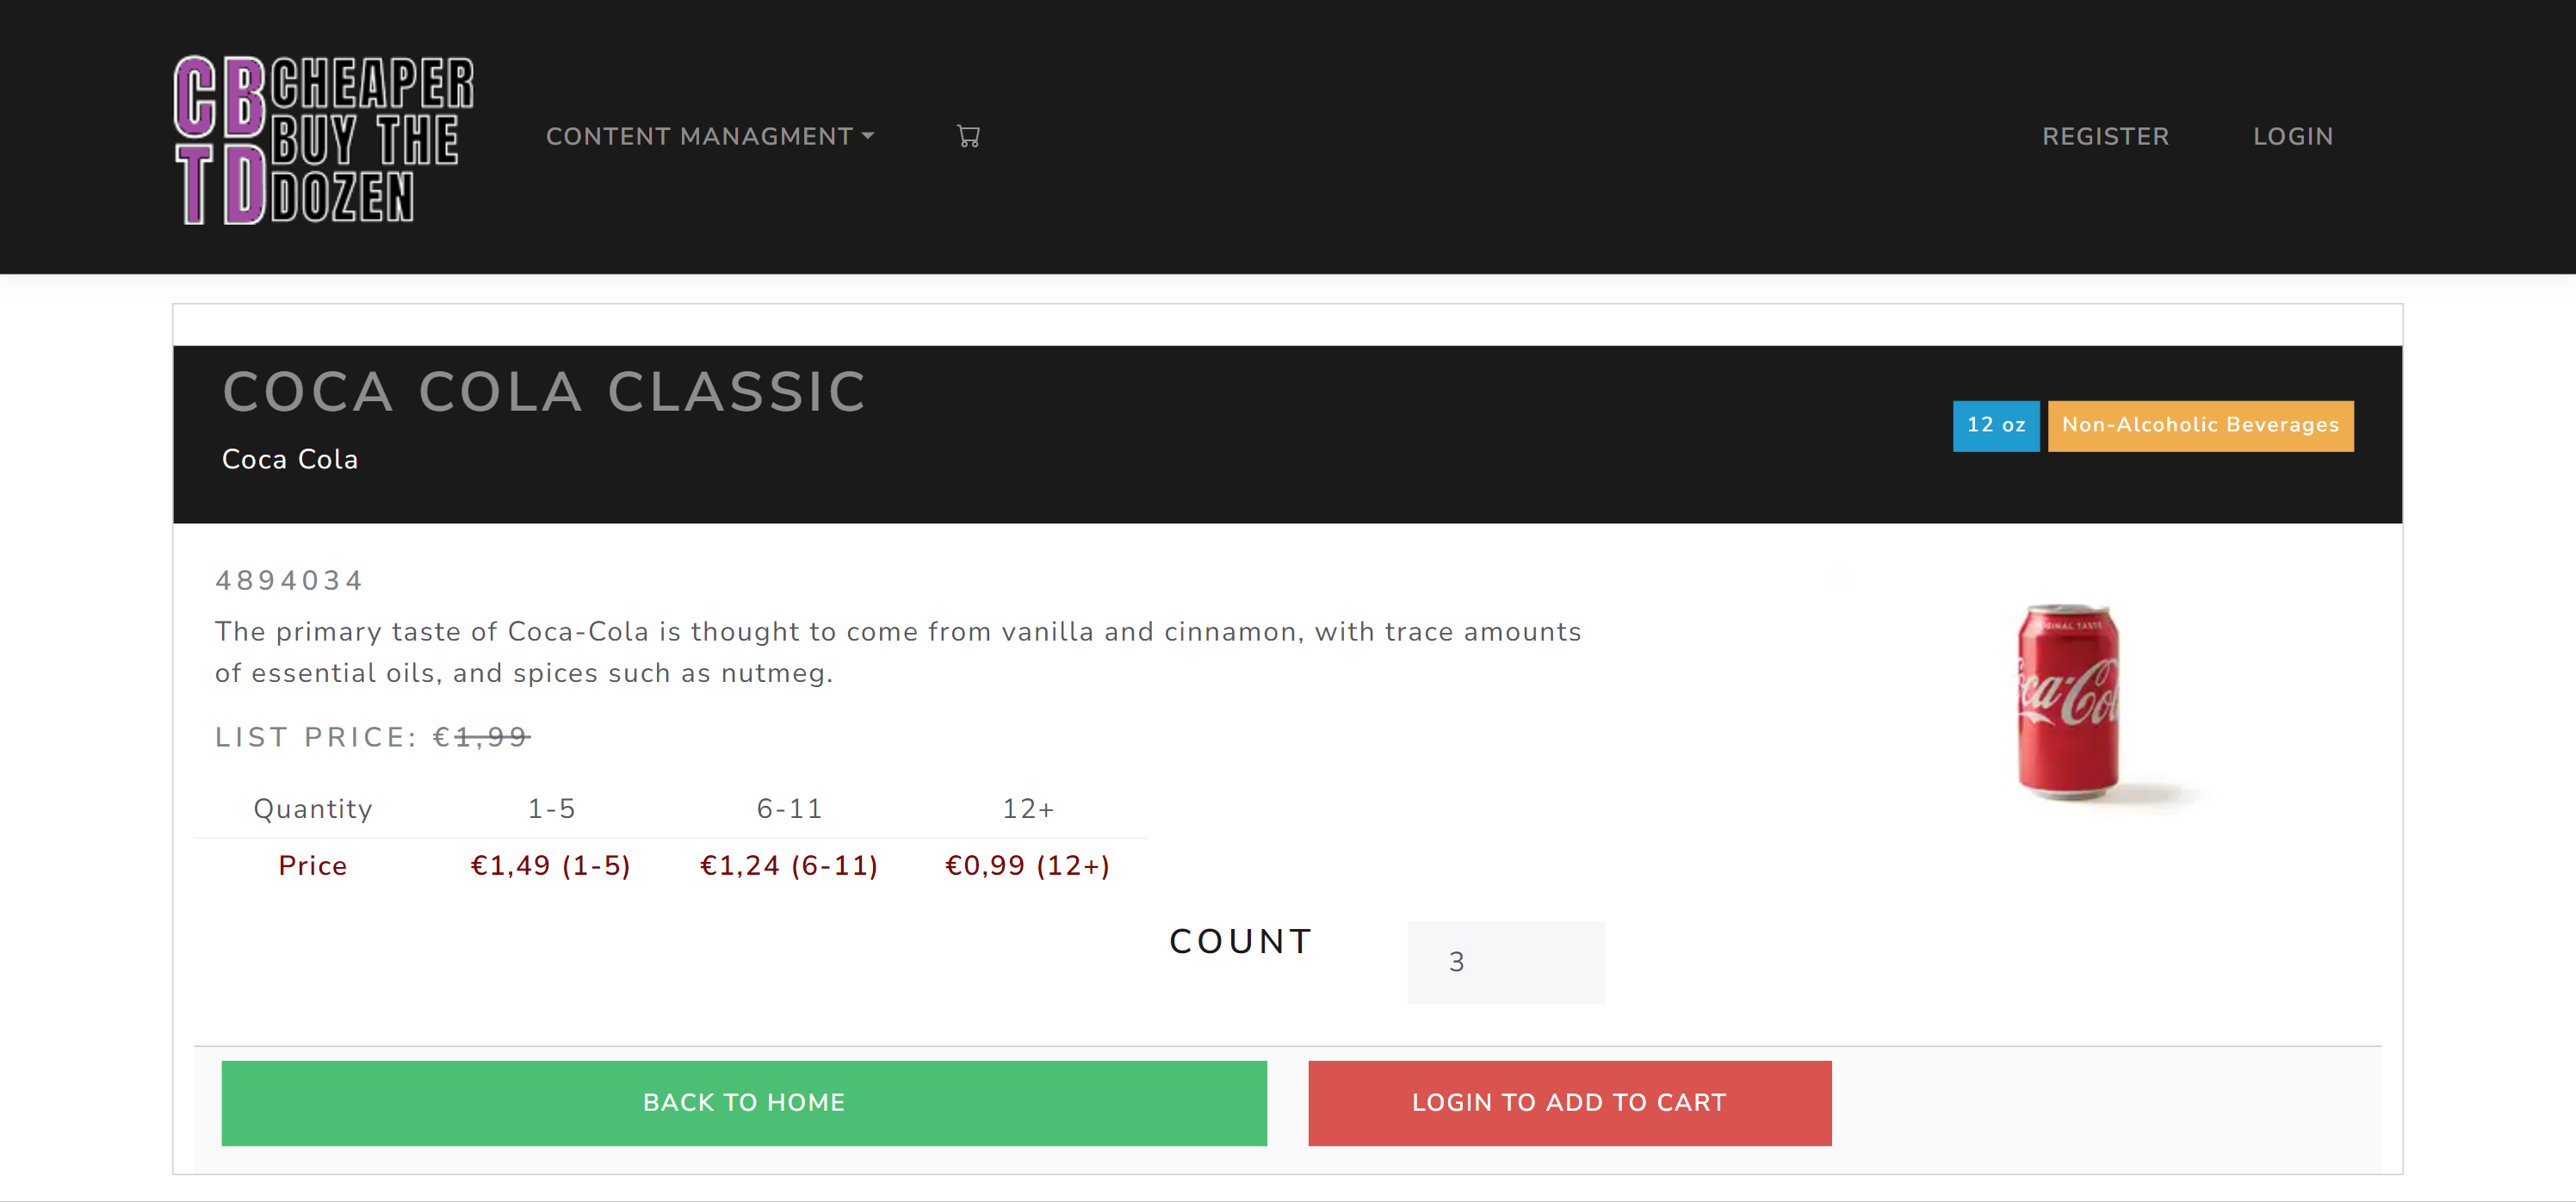 CB CHEAPER
BUY THE
TD DOZEN
CONTENT MANAGMENT
REGISTER
LOGIN
COCA COLA CLASSIC
Coca Cola
12 oz
Non-Alcoholic Beverages
4894034
The primary taste of Coca-Cola is thought to come from vanilla and cinnamon, with trace amounts
of essential oils, and spices such as nutmeg.
LIST PRICE: €1,99
Quantity 1-5 6-11 12+
Price €1,49 (1-5) €1,24 (6-11) €0,99 (12+)
COUNT 3
BACK TO HOME
LOGIN TO ADD TO CART